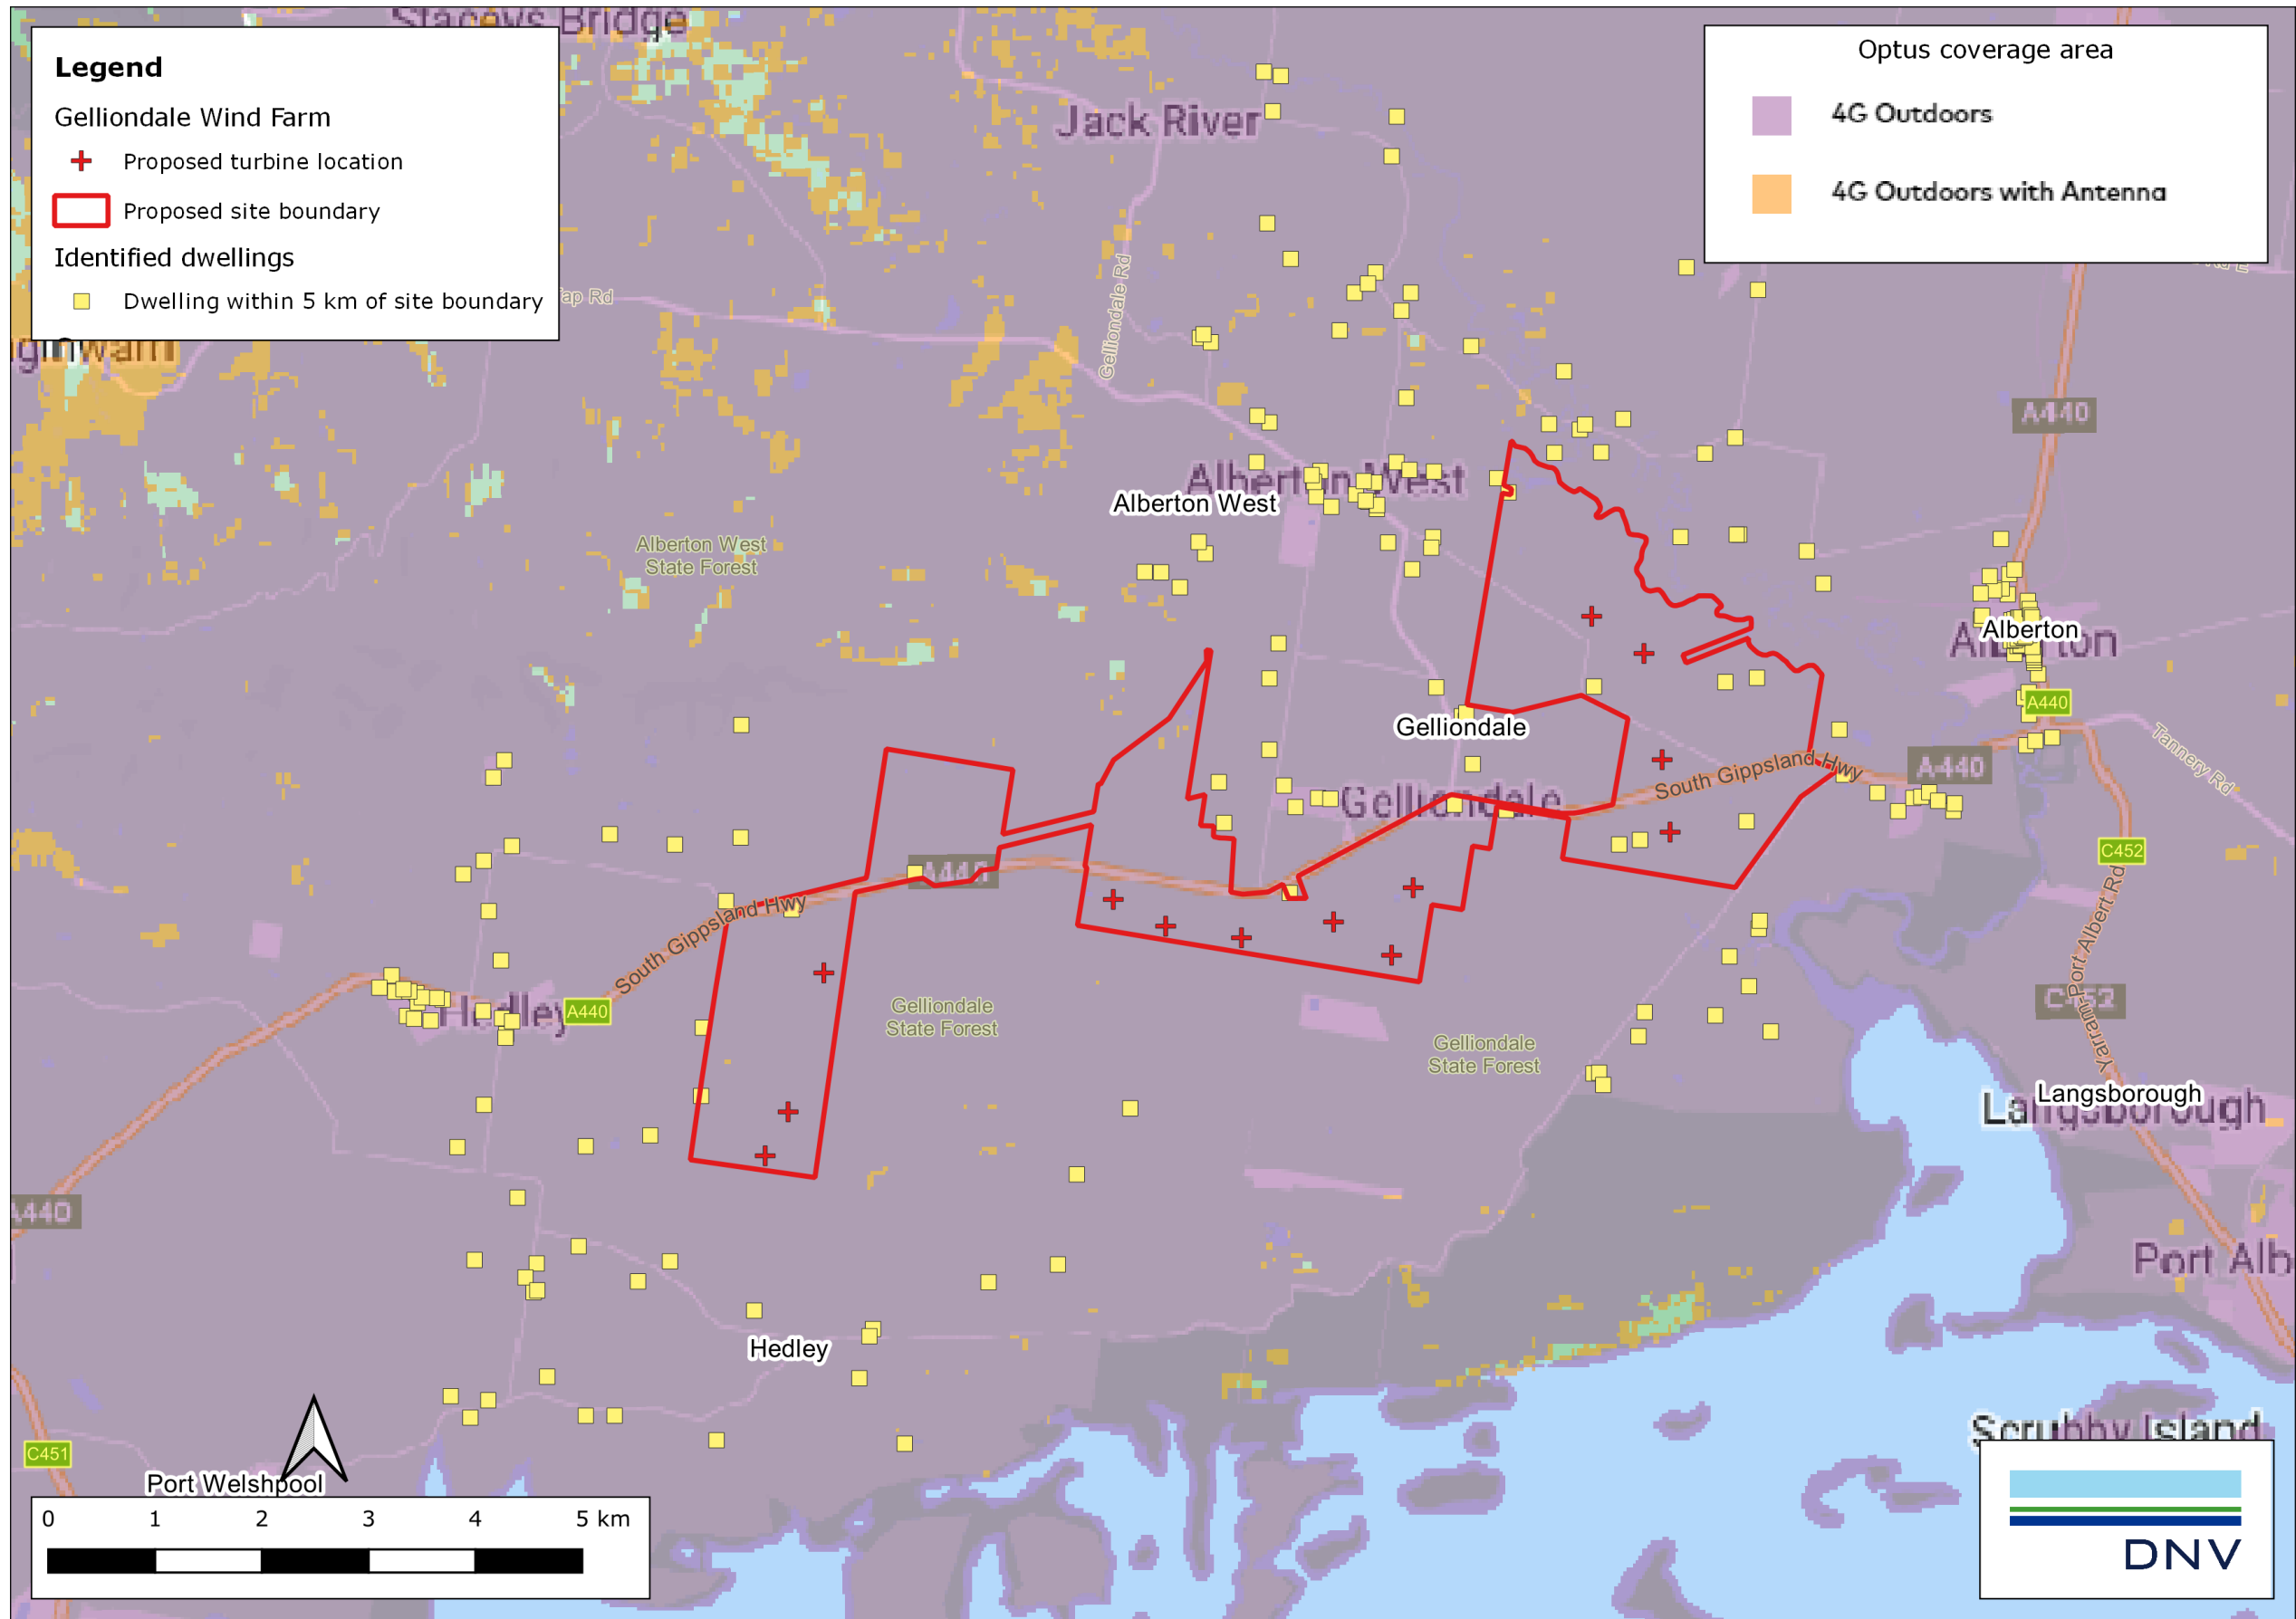 Staceys Bridge
Legend
Gelliondale Wind Farm
Proposed turbine location
Proposed site boundary
Identified dwellings
Dwelling within 5 km of site boundary
Optus coverage area
4G Outdoors
4G Outdoors with Antenna
Jack River
Gelliondale Rd
A440
Alberton West
Alberton West
Alberton West
State Forest
Alberton
Alberton
A440
Gelliondale
Gelliondale
South Gippsland Hwy
A440
Tannery Rd
C452
A440
South Gippsland Hwy
Hedley
A440
Gelliondale
State Forest
Gelliondale
State Forest
C452
Yarram-Port Albert Rd
Langsborough
Langsborough
A440
Port Alb
Hedley
Scrubby Island
C451
Port Welshpool
0 1 2 3 4 5 km
DNV